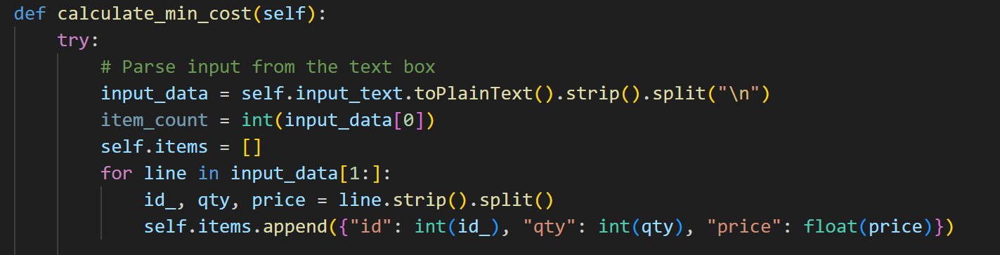 def calculate_min_cost(self):
    try:
        # Parse input from the text box
        input_data = self.input_text.toPlainText().strip().split("\n")
        item_count = int(input_data[0])
        self.items = []
        for line in input_data[1:]:
            id_, qty, price = line.strip().split()
            self.items.append({"id": int(id_), "qty": int(qty), "price": float(price)})